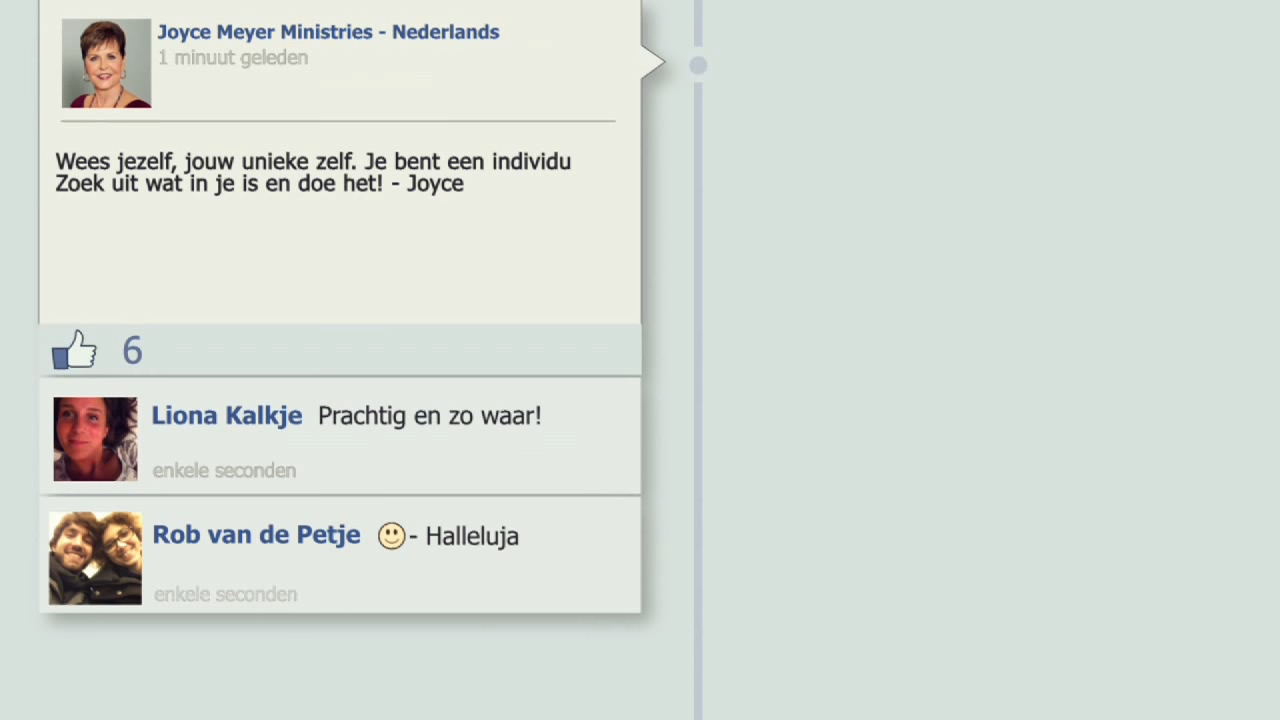 Joyce Meyer Ministries - Nederlands
1 minuut geleden
Wees jezelf, jouw unieke zelf. Je bent een individu
Zoek uit wat in je is en doe het! - Joyce
6
Liona Kalkje Prachtig en zo waar!
enkele seconden
Rob van de Petje - Halleluja
enkele seconden